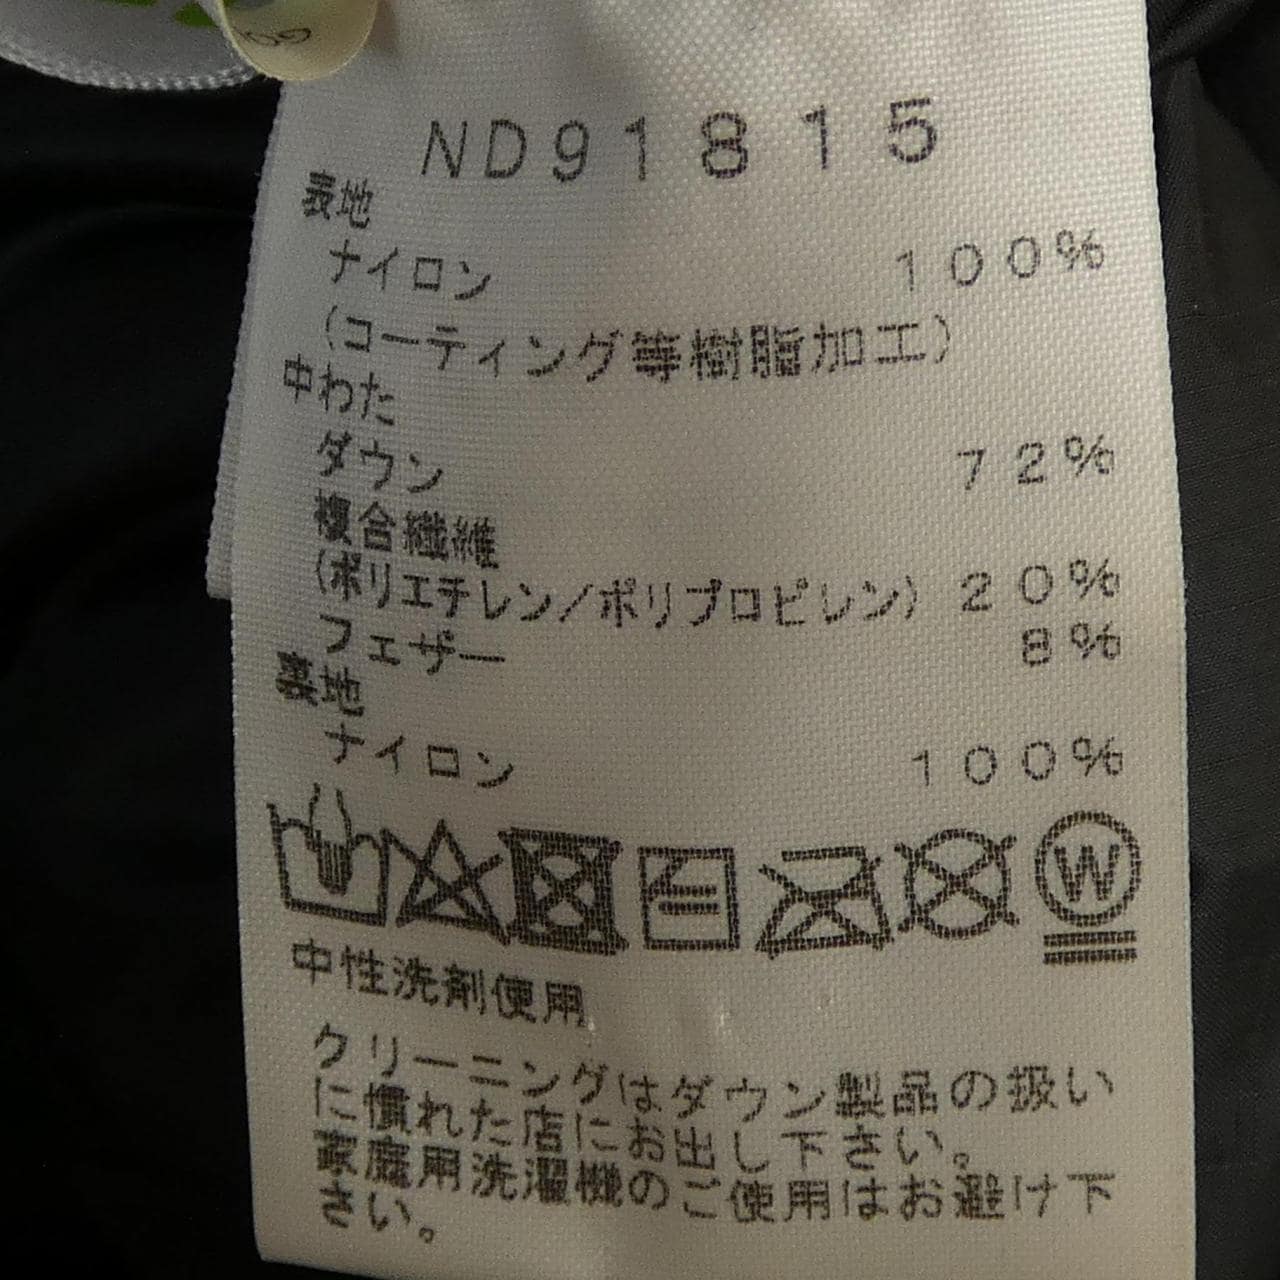 ND91815
表地
ナイロン 100%
(コーティング等樹脂加工)
中わた
ダウン 72%
複合繊維
(ポリエチレン/ポリプロピレン) 20%
フェザー 8%
裏地
ナイロン 100%
W
中性洗剤使用
クリーニングはダウン製品の扱い
に慣れた店にお出し下さい。
家庭用洗濯機のご使用はお避け下
さい。